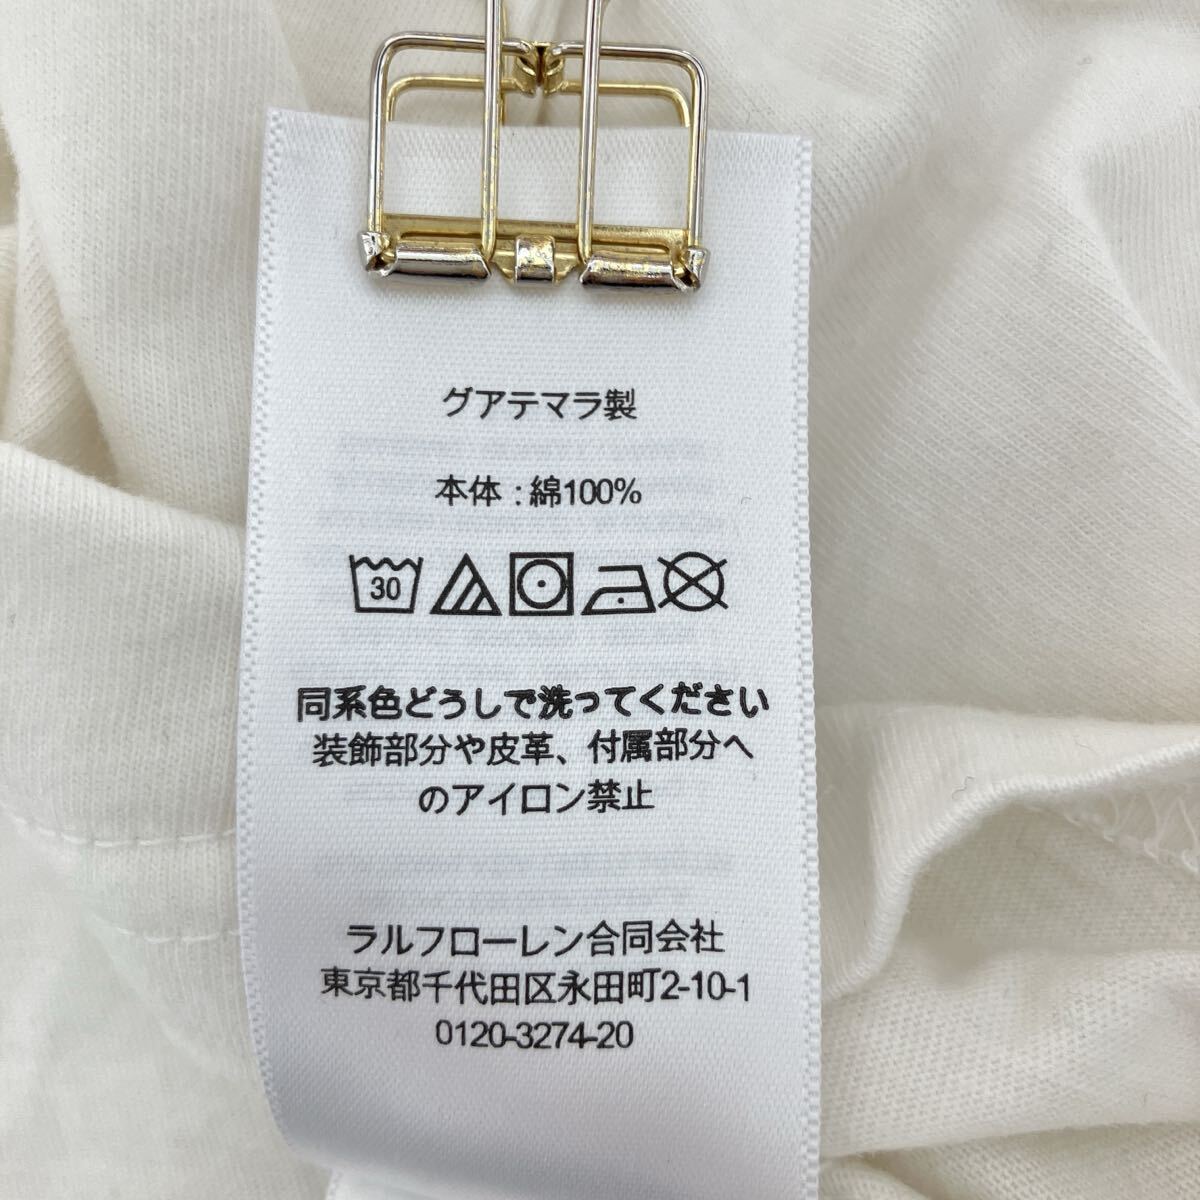 グアテマラ製
本体 : 綿100%
30
同系色どうしで洗ってください
装飾部分や皮革、付属部分へ
のアイロン禁止
ラルフローレン合同会社
東京都千代田区永田町2-10-1
0120-3274-20